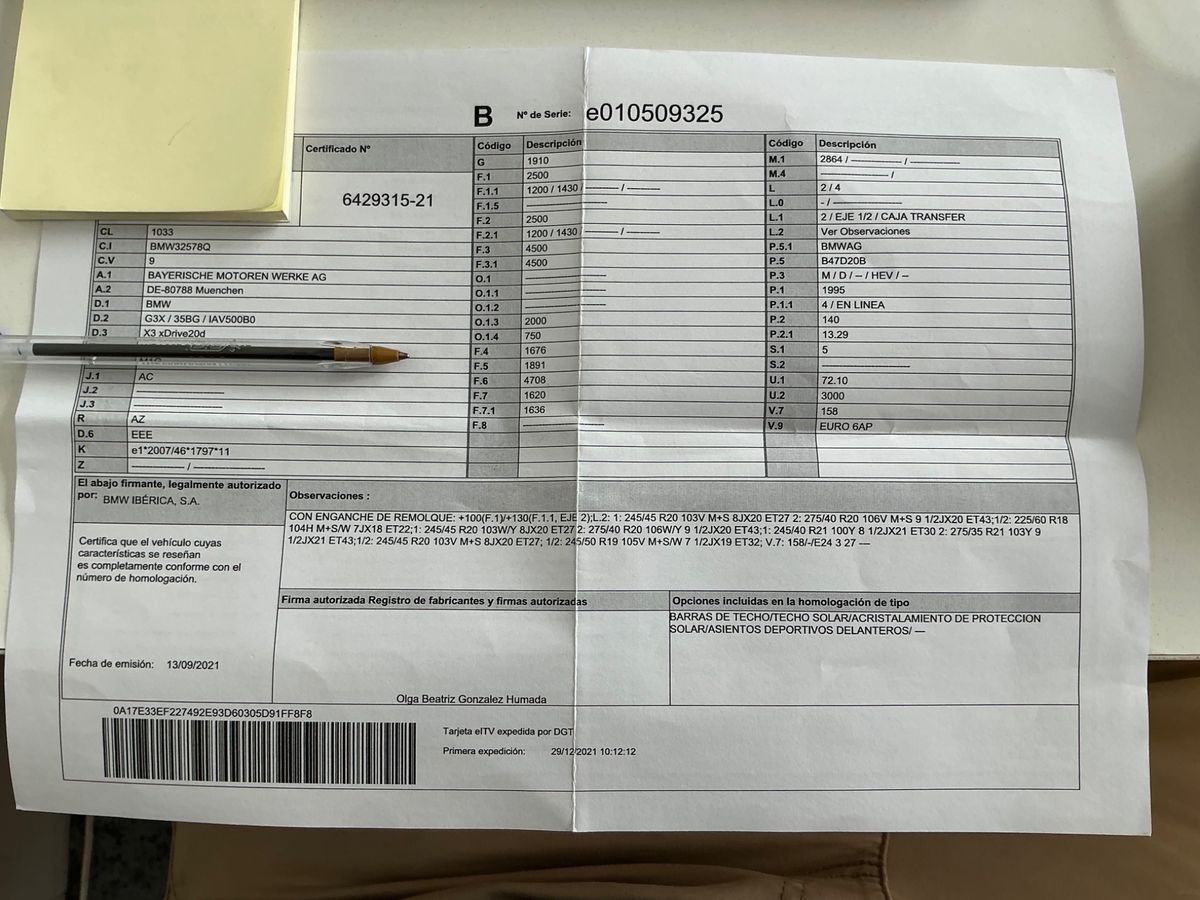 B Nº de Serie: e010509325
Certificado Nº
6429315-21
CL 1033
C.I BMW32578Q
C.V 9
A.1 BAYERISCHE MOTOREN WERKE AG
A.2 DE-80788 Muenchen
D.1 BMW
D.2 G3X / 35BG / IAV500B0
D.3 X3 xDrive20d
J.1 AC
J.2 ---------------
J.3 ---------------
R AZ
D.6 EEE
K e1*2007/46*1797*11
Z --------------- / ---------------
Código Descripción
G 1910
F.1 2500
F.1.1 1200 / 1430 / --------- / ---------
F.1.5 ---------------
F.2 2500
F.2.1 1200 / 1430 / --------- / ---------
F.3 4500
F.3.1 4500
O.1 ---------------
O.1.1 ---------------
O.1.2 ---------------
O.1.3 2000
O.1.4 750
F.4 1676
F.5 1891
F.6 4708
F.7 1620
F.7.1 1636
F.8 ---------------
Código Descripción
M.1 2864 / --------------- / ---------------
M.4 --------------- /
L 2 / 4
L.0 - / ---------------
L.1 2 / EJE 1/2 / CAJA TRANSFER
L.2 Ver Observaciones
P.5.1 BMWAG
P.5 B47D20B
P.3 M / D / -- / HEV / --
P.1 1995
P.1.1 4 / EN LINEA
P.2 140
P.2.1 13.29
S.1 5
S.2 ---------------
U.1 72.10
U.2 3000
V.7 158
V.9 EURO 6AP
El abajo firmante, legalmente autorizado
por: BMW IBÉRICA, S.A.
Certifica que el vehículo cuyas
características se reseñan
es completamente conforme con el
número de homologación.
Fecha de emisión: 13/09/2021
Observaciones :
CON ENGANCHE DE REMOLQUE: +100(F.1)/+130(F.1.1, EJE 2);L.2: 1: 245/45 R20 103V M+S 8JX20 ET27 2: 275/40 R20 106V M+S 9 1/2JX20 ET43;1/2: 225/60 R18
104H M+S/W 7JX18 ET22;1: 245/45 R20 103W/Y 8JX20 ET27 2: 275/40 R20 106W/Y 9 1/2JX20 ET43;1: 245/40 R21 100Y 8 1/2JX21 ET30 2: 275/35 R21 103Y 9
1/2JX21 ET43;1/2: 245/45 R20 103V M+S 8JX20 ET27; 1/2: 245/50 R19 105V M+S/W 7 1/2JX19 ET32; V.7: 158/-/E24 3 27 ---
Firma autorizada Registro de fabricantes y firmas autorizadas
Olga Beatriz Gonzalez Humada
Opciones incluidas en la homologación de tipo
BARRAS DE TECHO/TECHO SOLAR/ACRISTALAMIENTO DE PROTECCION
SOLAR/ASIENTOS DEPORTIVOS DELANTEROS/ ---
0A17E33EF227492E93D60305D91FF8F8
Tarjeta eITV expedida por DGT
Primera expedición: 29/12/2021 10:12:12